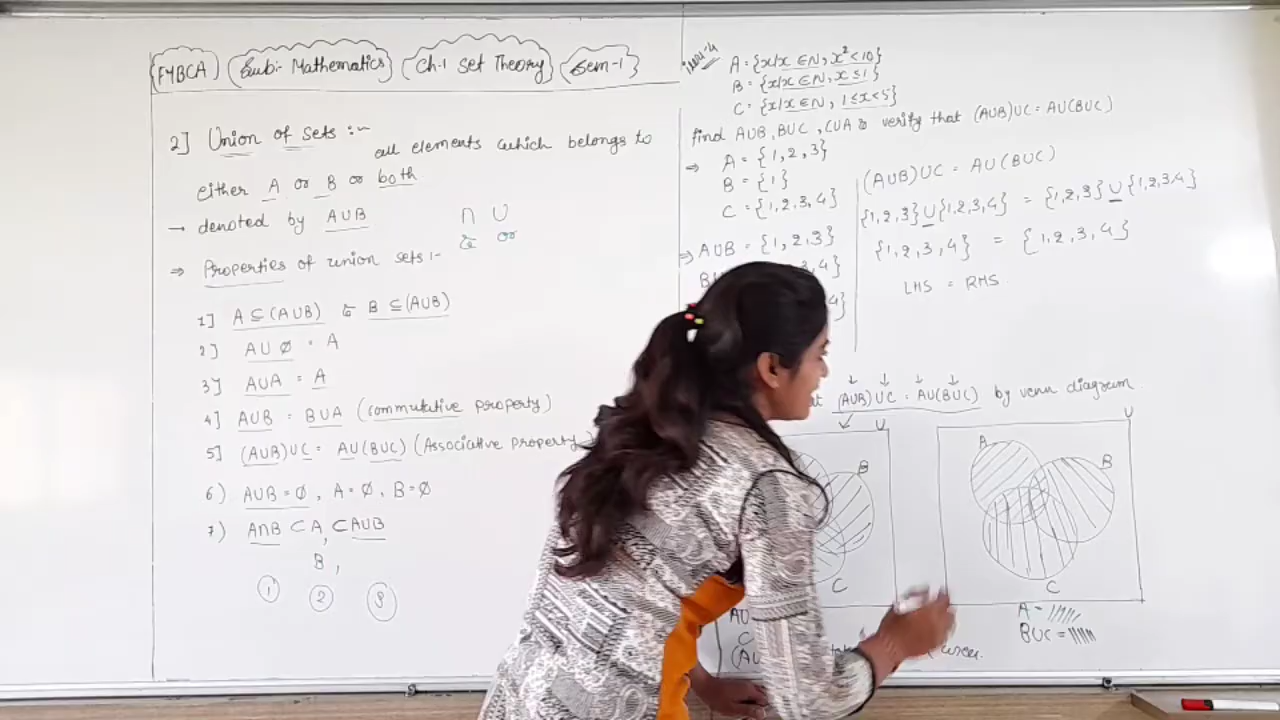 FYBCA Sub:- Mathematics Ch.1 Set Theory Sem-1
2] Union of sets :-
all elements which belongs to
either A or B or both
→ denoted by A∪B
∩ ∪
& or
⇒ Properties of union sets :-
1] A⊆(A∪B) & B⊆(A∪B)
2] A∪∅ = A
3] A∪A = A
4] A∪B = B∪A (commutative property)
5] (A∪B)∪C = A∪(B∪C) (Associative property)
6) A∪B=∅, A=∅, B=∅
7) A∩B ⊂ A, ⊂ A∪B
B,
1 2 3
A = {x/x ∈ N, x²<10}
B = {x/x ∈ N, x≤1}
C = {x/x ∈ N, 1≤x<5}
find A∪B, B∪C, C∪A & verify that (A∪B)∪C = A∪(B∪C)
⇒ A = {1,2,3}
B = {1}
C = {1,2,3,4}
⇒ A∪B = {1,2,3}
4}
}
(A∪B)∪C = A∪(B∪C)
{1,2,3}∪{1,2,3,4} = {1,2,3}∪{1,2,3,4}
{1,2,3,4} = {1,2,3,4}
LHS = RHS
(A∪B)∪C = A∪(B∪C) by venn diagram
U
B
C
U
A
B
C
A =
B∪C =